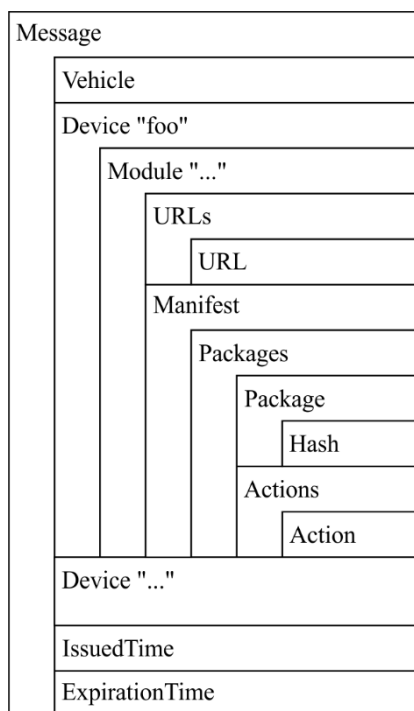 Message
Vehicle
Device "foo"
Module "..."
URLs
URL
Manifest
Packages
Package
Hash
Actions
Action
Device "..."
IssuedTime
ExpirationTime